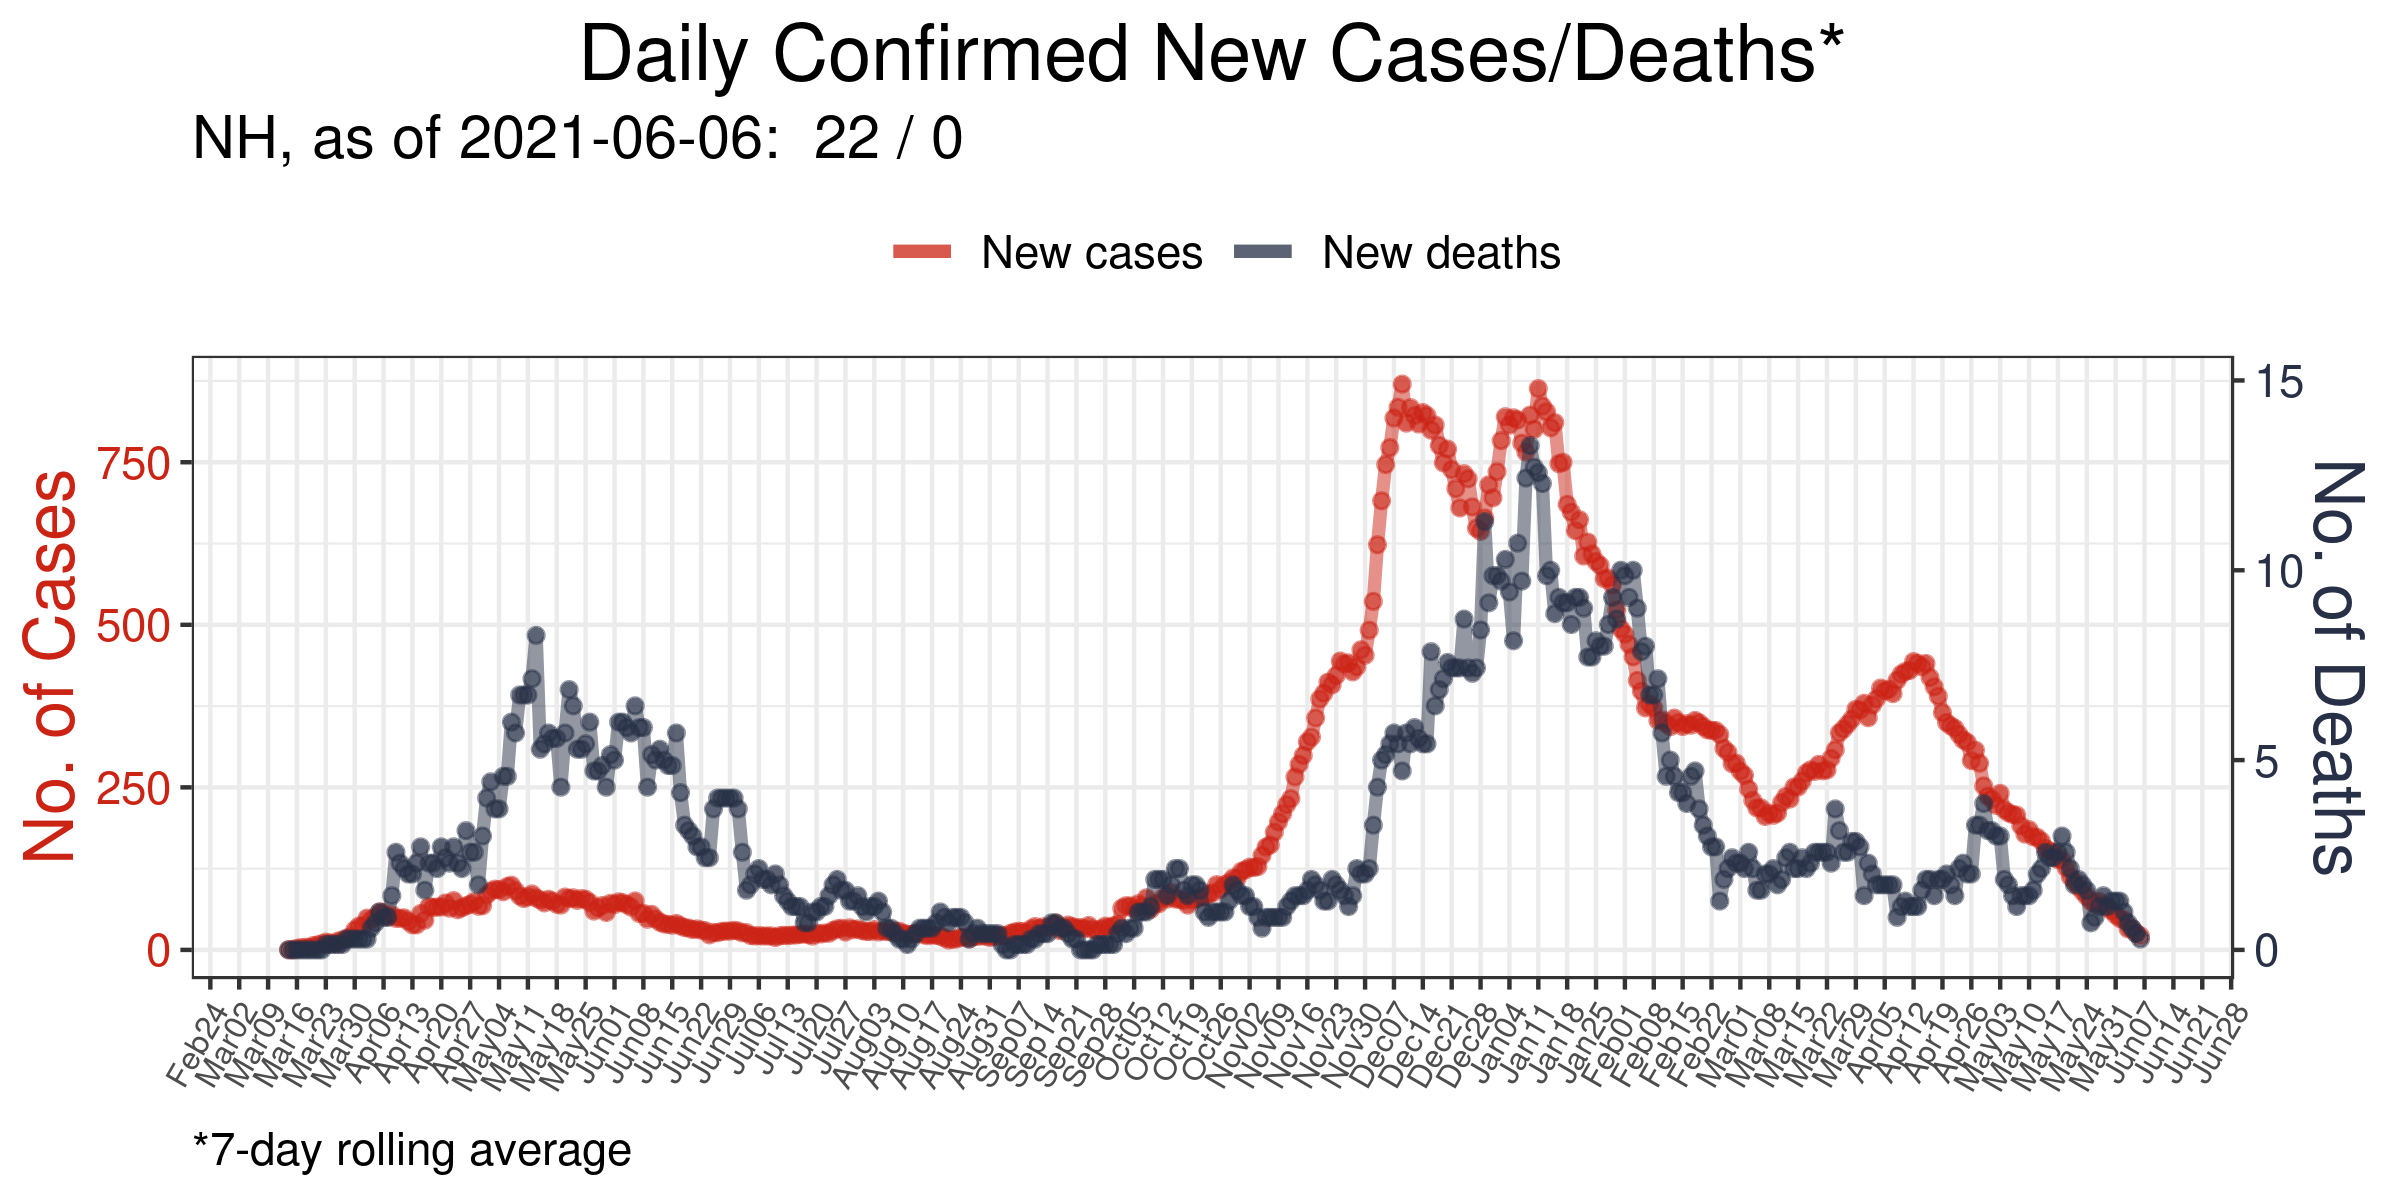 Daily Confirmed New Cases/Deaths*
NH, as of 2021-06-06:  22 / 0
New cases
New deaths
No. of Cases
750
500
250
0
15
10
5
0
No. of Deaths
Feb24
Mar02
Mar09
Mar16
Mar23
Mar30
Apr06
Apr13
Apr20
Apr27
May04
May11
May18
May25
Jun01
Jun08
Jun15
Jun22
Jun29
Jul06
Jul13
Jul20
Jul27
Aug03
Aug10
Aug17
Aug24
Aug31
Sep07
Sep14
Sep21
Sep28
Oct05
Oct12
Oct19
Oct26
Nov02
Nov09
Nov16
Nov23
Nov30
Dec07
Dec14
Dec21
Dec28
Jan04
Jan11
Jan18
Jan25
Feb01
Feb08
Feb15
Feb22
Mar01
Mar08
Mar15
Mar22
Mar29
Apr05
Apr12
Apr19
Apr26
May03
May10
May17
May24
May31
Jun07
Jun14
Jun21
Jun28
*7-day rolling average